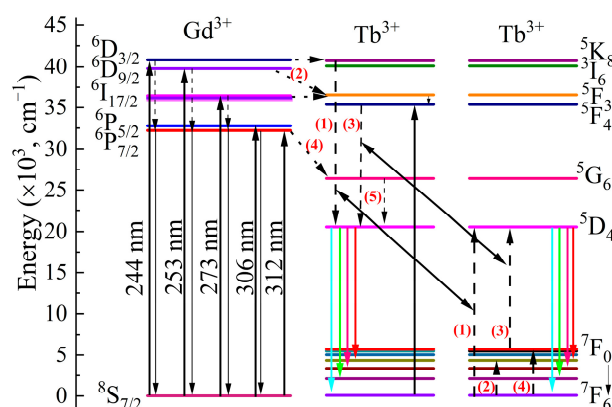 Gd³⁺ Tb³⁺ Tb³⁺
Energy (×10³, cm⁻¹)
45
40
35
30
25
20
15
10
5
0
⁶D₃/₂
⁶D₉/₂
⁶I₁₇/₂
⁶P₅/₂
⁶P₇/₂
⁸S₇/₂
244 nm
253 nm
273 nm
306 nm
312 nm
(2)
(1)
(3)
(4)
(5)
(1)
(3)
(2)
(4)
⁵K₈
³I₆
⁵F₃
⁵F₄
⁵G₆
⁵D₄
⁷F₀
⁷F₆